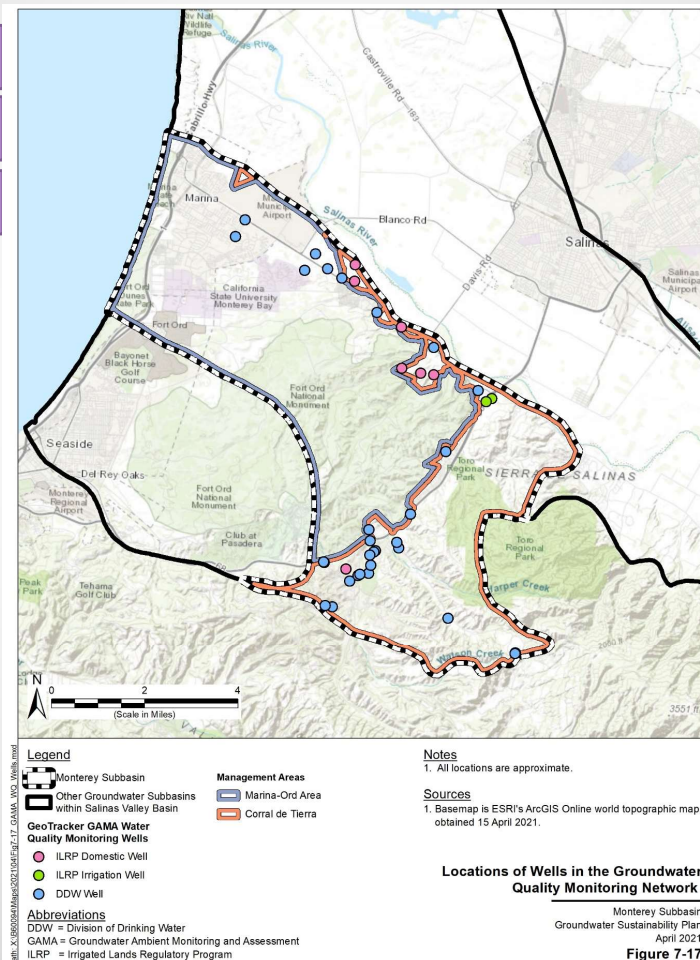 Salinas River
Castroville Rd
183
Marina
Salinas River
Blanco Rd
Davis Rd
Salinas
California
State University
Monterey Bay
Fort Ord
Bayonet
Black Horse
Golf
Course
Fort Ord
National
Monument
Seaside
Del Rey Oaks
Monterey
Regional
Airport
Fort Ord
National
Monument
Club at
Pasadera
Toro
Regional
Park
SALINAS
Toro
Regional
Park
Tehama
Golf Club
Harper Creek
Watson Creek
N
0 2 4
(Scale in Miles)
Legend
Monterey Subbasin
Other Groundwater Subbasins
within Salinas Valley Basin
GeoTracker GAMA Water
Quality Monitoring Wells
ILRP Domestic Well
ILRP Irrigation Well
DDW Well
Management Areas
Marina-Ord Area
Corral de Tierra
Abbreviations
DDW = Division of Drinking Water
GAMA = Groundwater Ambient Monitoring and Assessment
ILRP = Irrigated Lands Regulatory Program
Notes
1. All locations are approximate.
Sources
1. Basemap is ESRI's ArcGIS Online world topographic map
obtained 15 April 2021.
Locations of Wells in the Groundwater
Quality Monitoring Network
Monterey Subbasin
Groundwater Sustainability Plan
April 2021
Figure 7-17